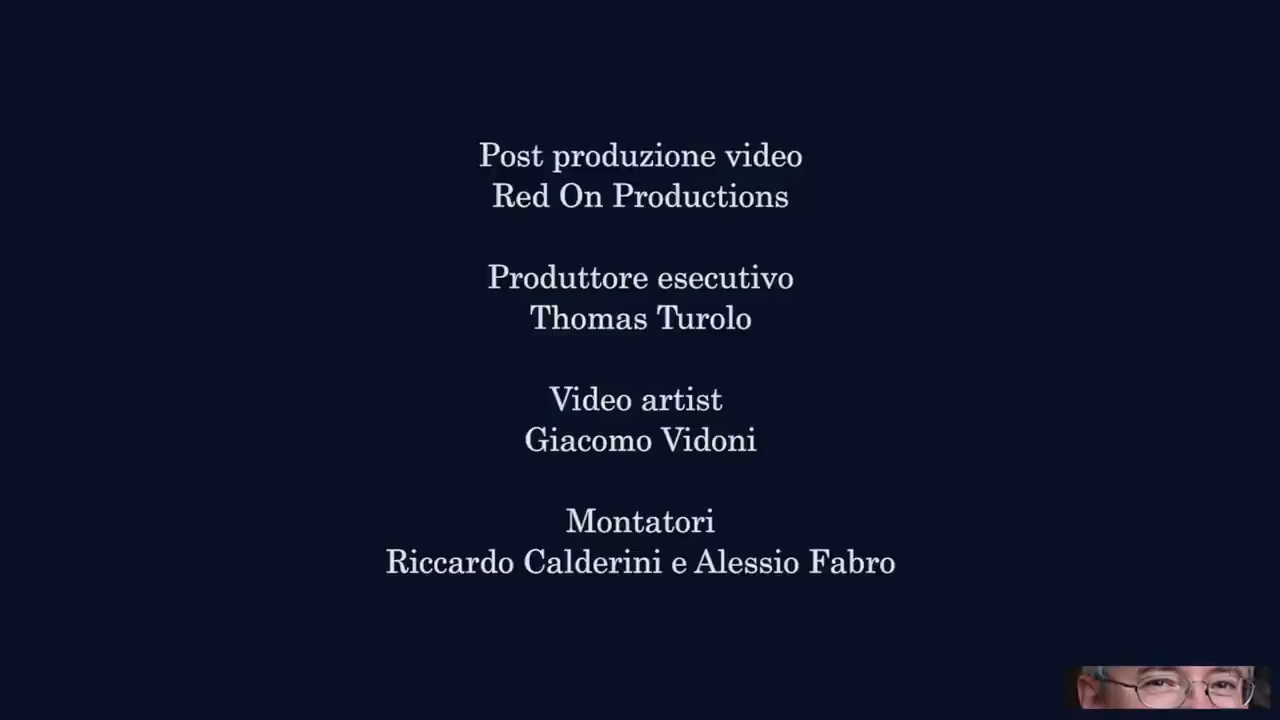 Post produzione video
Red On Productions
Produttore esecutivo
Thomas Turolo
Video artist
Giacomo Vidoni
Montatori
Riccardo Calderini e Alessio Fabro